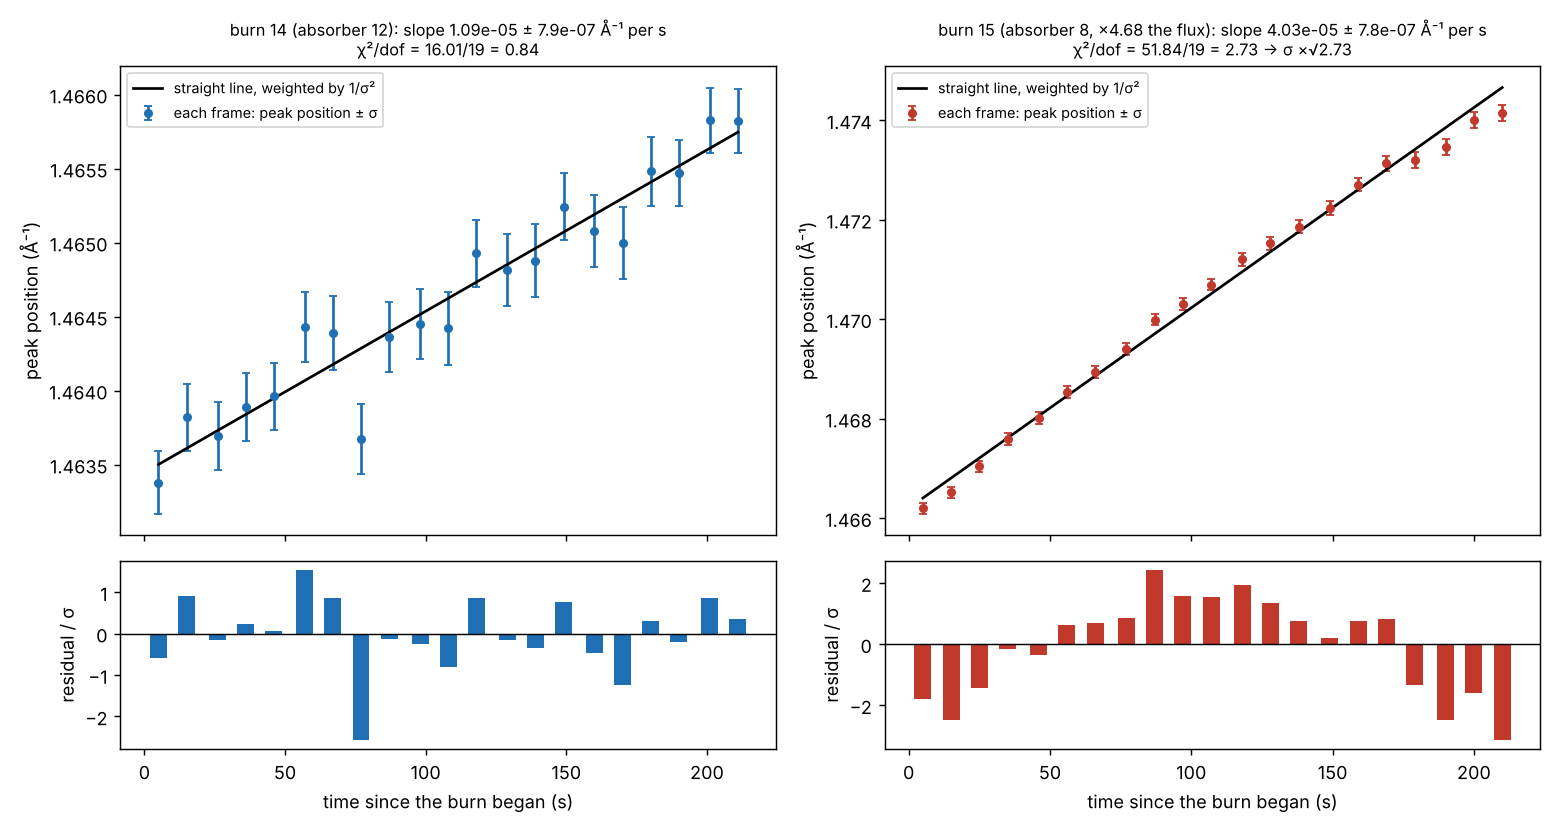 burn 14 (absorber 12): slope 1.09e-05 ± 7.9e-07 Å⁻¹ per s
χ²/dof = 16.01/19 = 0.84
straight line, weighted by 1/σ²
each frame: peak position ± σ
peak position (Å⁻¹)
1.4660
1.4655
1.4650
1.4645
1.4640
1.4635
residual / σ
1
0
−1
−2
0
50
100
150
200
time since the burn began (s)
burn 15 (absorber 8, ×4.68 the flux): slope 4.03e-05 ± 7.8e-07 Å⁻¹ per s
χ²/dof = 51.84/19 = 2.73 → σ ×√2.73
straight line, weighted by 1/σ²
each frame: peak position ± σ
peak position (Å⁻¹)
1.474
1.472
1.470
1.468
1.466
residual / σ
2
0
−2
0
50
100
150
200
time since the burn began (s)